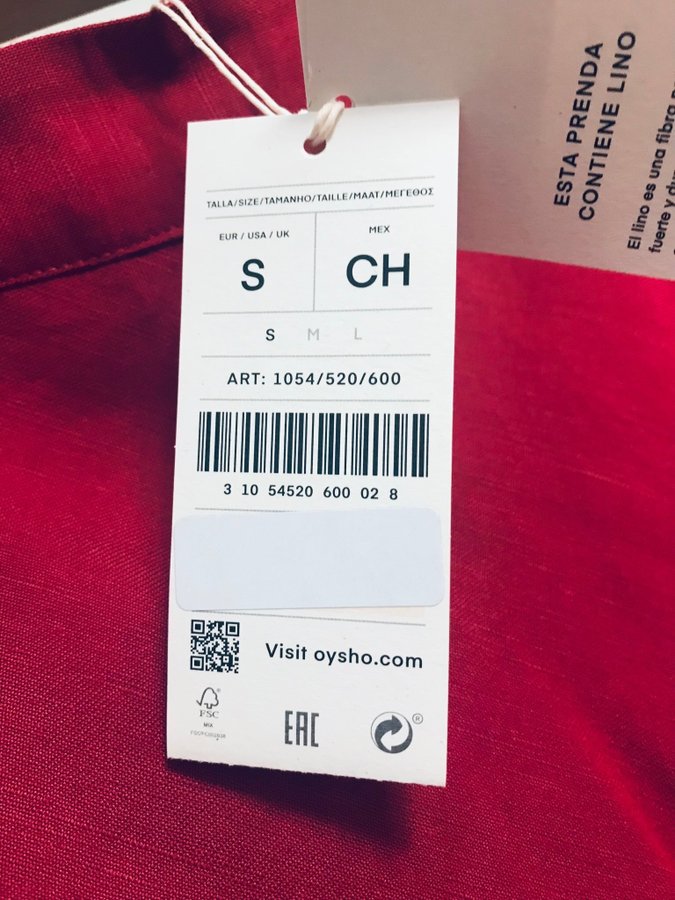 TALLA/SIZE/TAMANHO/TAILLE/MAAT/ΜΕΓΕΘΟΣ
EUR / USA / UK
S
MEX
CH
S M L
ART: 1054/520/600
3 10 54520 600 02 8
Visit oysho.com
FSC
MIX
EAC
ESTA PRENDA
CONTIENE LINO
El lino es una fibra
fuerte y